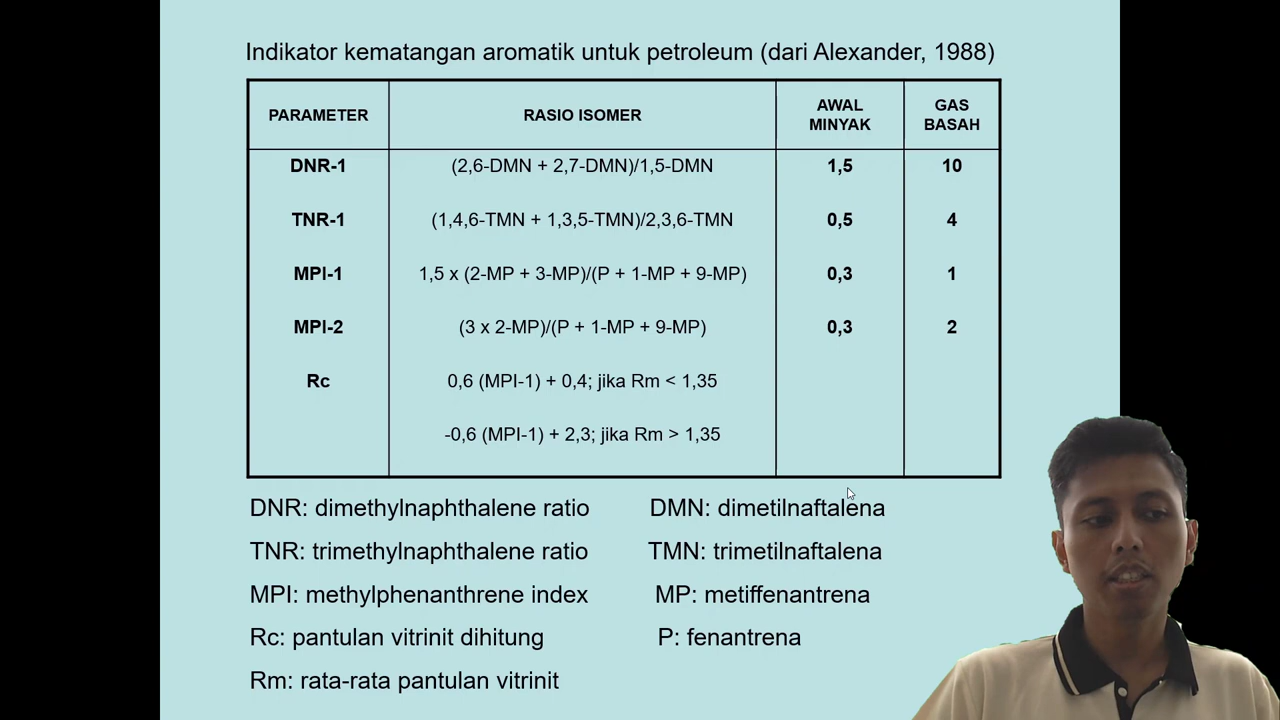 Indikator kematangan aromatik untuk petroleum (dari Alexander, 1988)
PARAMETER RASIO ISOMER AWAL MINYAK GAS BASAH
DNR-1 (2,6-DMN + 2,7-DMN)/1,5-DMN 1,5 10
TNR-1 (1,4,6-TMN + 1,3,5-TMN)/2,3,6-TMN 0,5 4
MPI-1 1,5 x (2-MP + 3-MP)/(P + 1-MP + 9-MP) 0,3 1
MPI-2 (3 x 2-MP)/(P + 1-MP + 9-MP) 0,3 2
Rc 0,6 (MPI-1) + 0,4; jika Rm < 1,35
-0,6 (MPI-1) + 2,3; jika Rm > 1,35
DNR: dimethylnaphthalene ratio DMN: dimetilnaftalena
TNR: trimethylnaphthalene ratio TMN: trimetilnaftalena
MPI: methylphenanthrene index MP: metiffenantrena
Rc: pantulan vitrinit dihitung P: fenantrena
Rm: rata-rata pantulan vitrinit